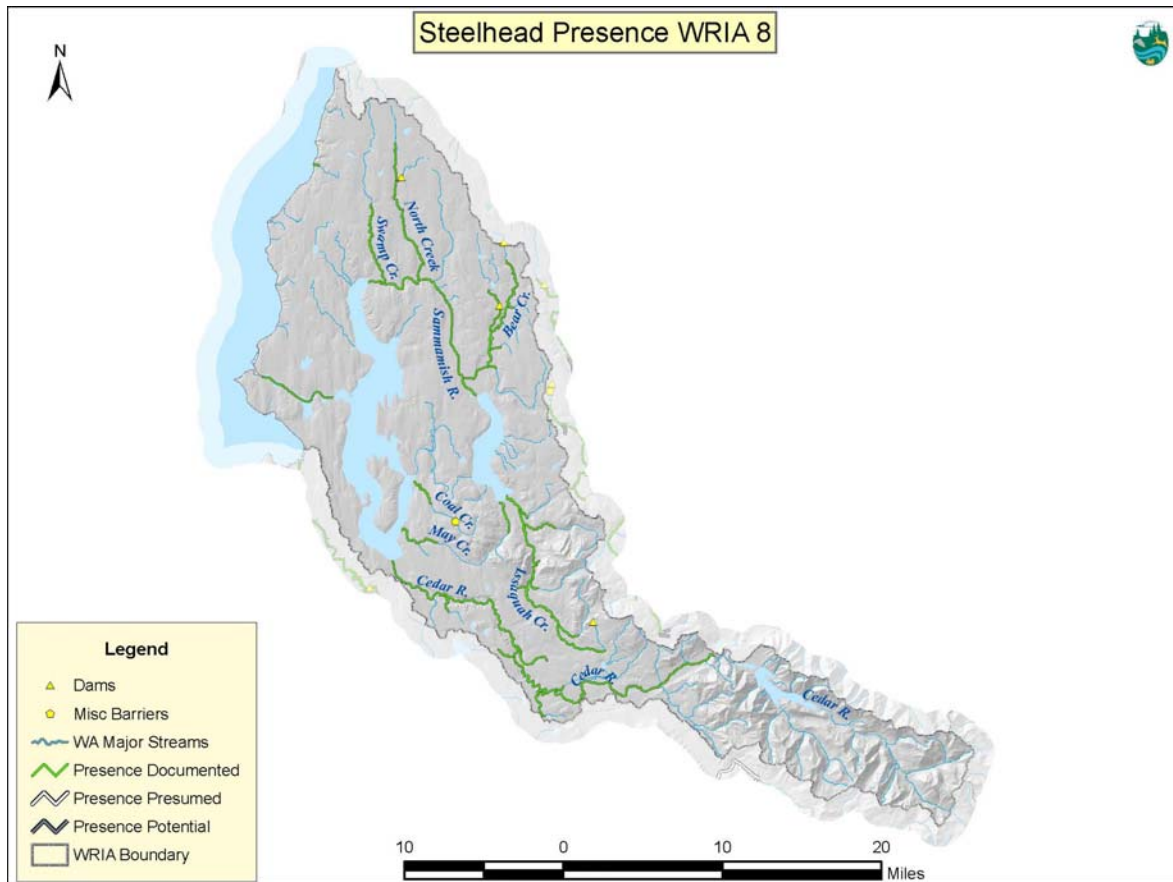 Steelhead Presence WRIA 8
N
North Creek
Swamp Cr.
Bear Cr.
Sammamish R.
Coal Cr.
May Cr.
Cedar R.
Issaquah Cr.
Cedar R.
Cedar R.
Legend
Dams
Misc Barriers
WA Major Streams
Presence Documented
Presence Presumed
Presence Potential
WRIA Boundary
10 0 10 20
Miles